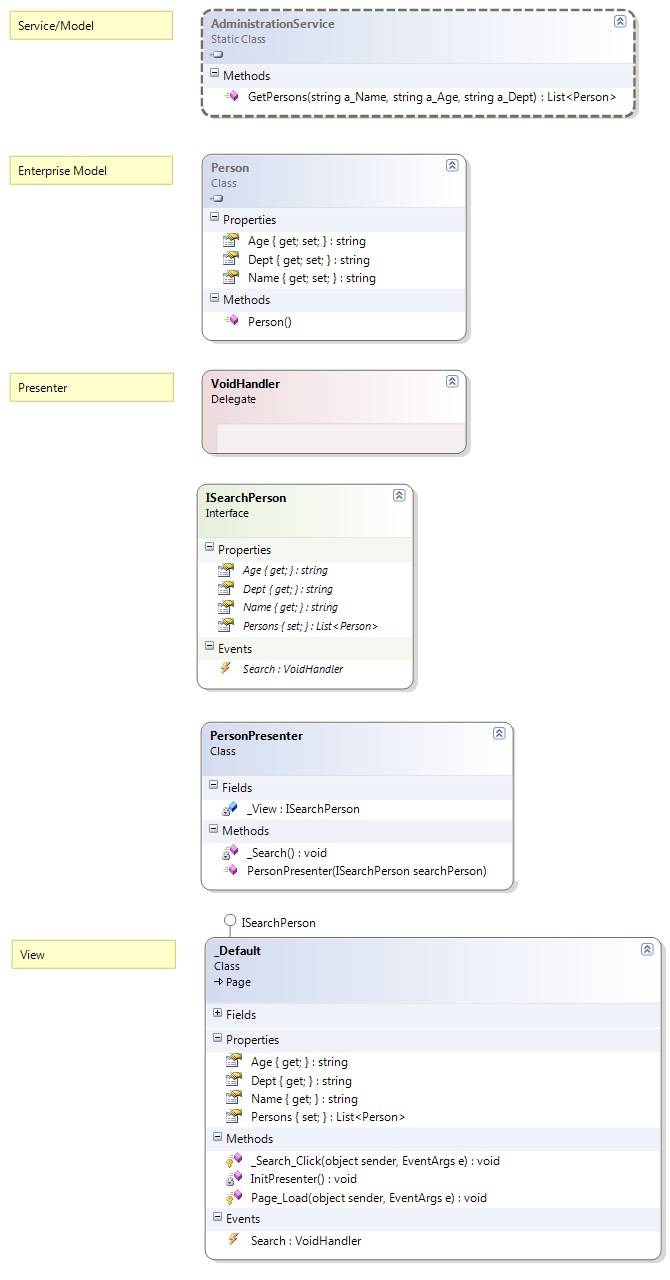 Service/Model
AdministrationService
Static Class
Methods
GetPersons(string a_Name, string a_Age, string a_Dept) : List<Person>
Enterprise Model
Person
Class
Properties
Age { get; set; } : string
Dept { get; set; } : string
Name { get; set; } : string
Methods
Person()
Presenter
VoidHandler
Delegate
ISearchPerson
Interface
Properties
Age { get; } : string
Dept { get; } : string
Name { get; } : string
Persons { set; } : List<Person>
Events
Search : VoidHandler
PersonPresenter
Class
Fields
_View : ISearchPerson
Methods
_Search() : void
PersonPresenter(ISearchPerson searchPerson)
ISearchPerson
View
_Default
Class
Page
Fields
Properties
Age { get; } : string
Dept { get; } : string
Name { get; } : string
Persons { set; } : List<Person>
Methods
_Search_Click(object sender, EventArgs e) : void
InitPresenter() : void
Page_Load(object sender, EventArgs e) : void
Events
Search : VoidHandler